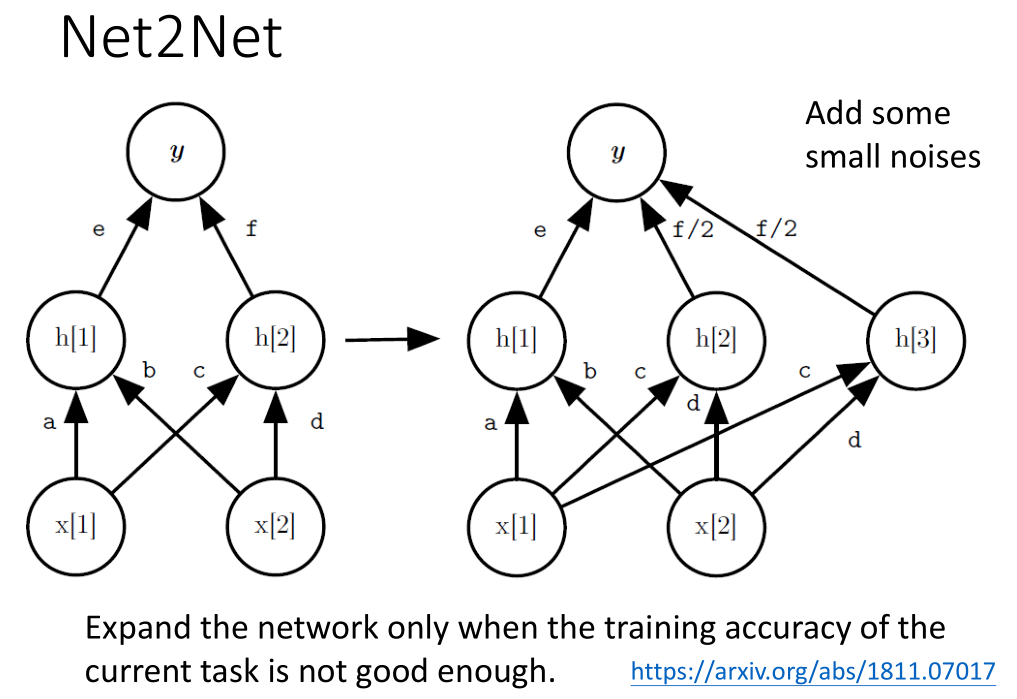 Net2Net
y
e
f
h[1]
h[2]
b
c
a
d
x[1]
x[2]
y
Add some
small noises
e
f/2
f/2
h[1]
h[2]
h[3]
b
c
c
d
a
d
x[1]
x[2]
Expand the network only when the training accuracy of the
current task is not good enough.
https://arxiv.org/abs/1811.07017